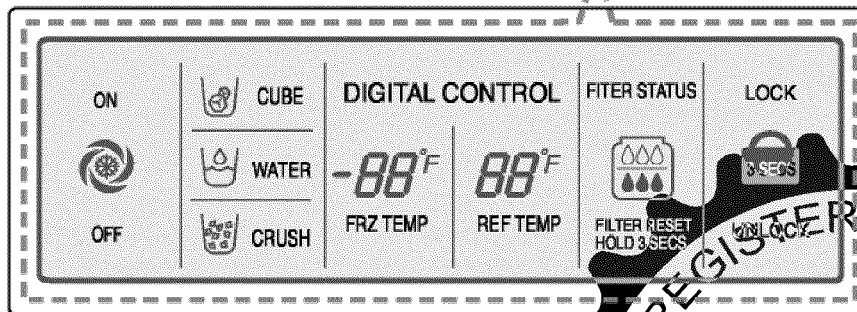 ON
OFF
CUBE
WATER
CRUSH
DIGITAL CONTROL
-88°F
FRZ TEMP
88°F
REF TEMP
FITER STATUS
FILTER RESET
HOLD 3 SECS
LOCK
3 SECS
UNLOCK
REGISTER